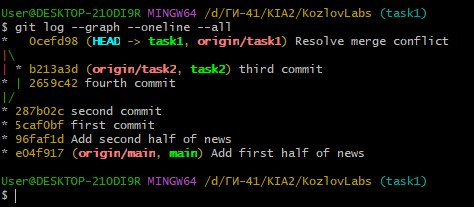 User@DESKTOP-21ODI9R MINGW64 /d/ГИ-41/KIA2/KozlovLabs (task1)
$ git log --graph --oneline --all
*   0cefd98 (HEAD -> task1, origin/task1) Resolve merge conflict
|\
| * b213a3d (origin/task2, task2) third commit
* | 2659c42 fourth commit
|/
* 287b02c second commit
* 5caf0bf first commit
* 96faf1d Add second half of news
* e04f917 (origin/main, main) Add first half of news
User@DESKTOP-21ODI9R MINGW64 /d/ГИ-41/KIA2/KozlovLabs (task1)
$